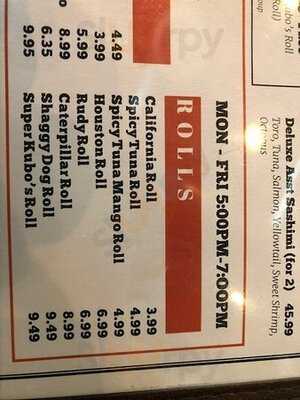 Roll
Roll)
4.49
3.99
5.99
8.99
6.35
9.95
Deluxe Asst Sashimi (for 2) 45.99
Toro, Tuna, Salmon, Yellowtail, Sweet Shrimp,
Octopus
MON - FRI 5:00PM-7:00PM
ROLLS
California Roll 3.99
Spicy Tuna Roll 4.99
Spicy Tuna Mango Roll 4.99
Houston Roll 6.99
Rudy Roll 6.99
Caterpillar Roll 8.99
Shaggy Dog Roll 9.49
Super Kubo's Roll 9.49